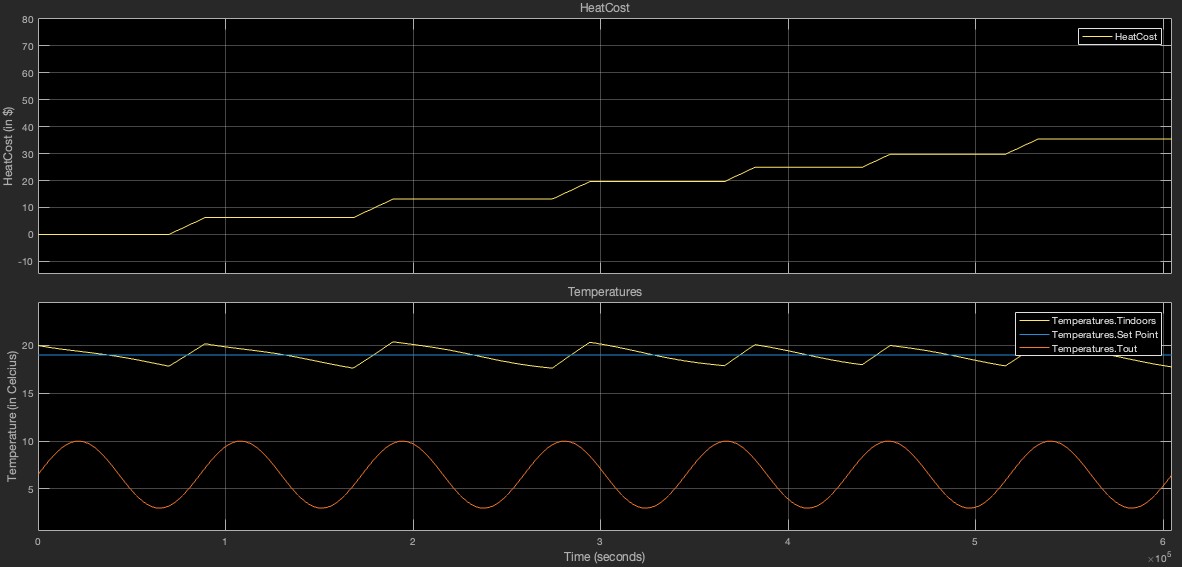 HeatCost
80
70
60
50
40
30
20
10
0
-10
HeatCost (in $)
HeatCost
Temperatures
20
15
10
5
Temperature (in Celcius)
Temperatures.Tindoors
Temperatures.Set Point
Temperatures.Tout
0 1 2 3 4 5 6
Time (seconds)
×10⁵